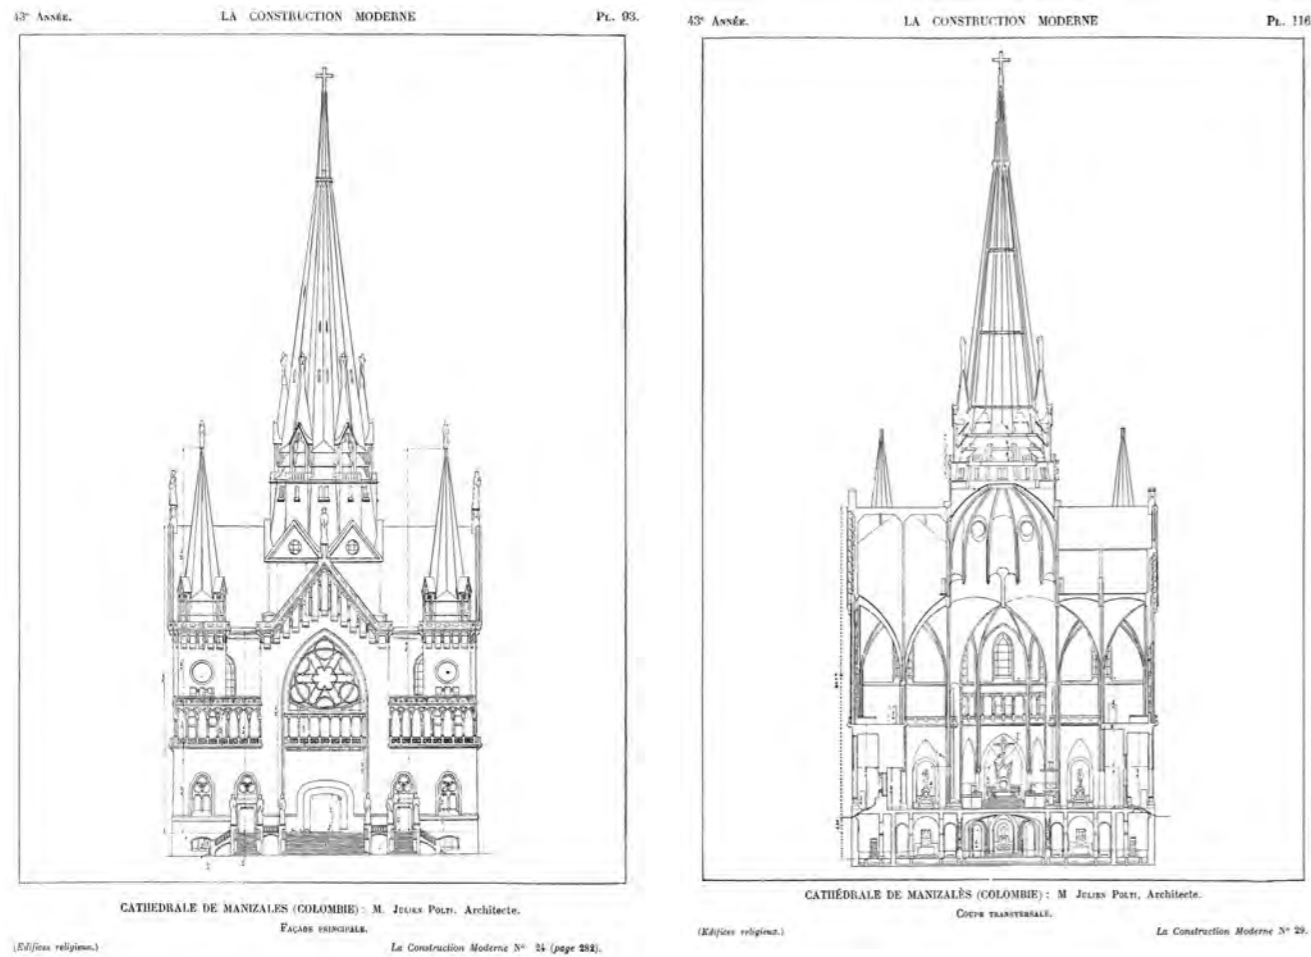 43e ANNÉE. LA CONSTRUCTION MODERNE PL. 93.
CATHEDRALE DE MANIZALES (COLOMBIE) : M. JULIEN POLTI, Architecte.
FAÇADE PRINCIPALE.
(Edifices religieux.) La Construction Moderne No 24 (page 282).
43e ANNÉE. LA CONSTRUCTION MODERNE PL. 116
CATHÉDRALE DE MANIZALÈS (COLOMBIE) : M JULIEN POLTI, Architecte.
COUPE TRANSVERSALE.
(Edifices religieux.) La Construction Moderne No 29.